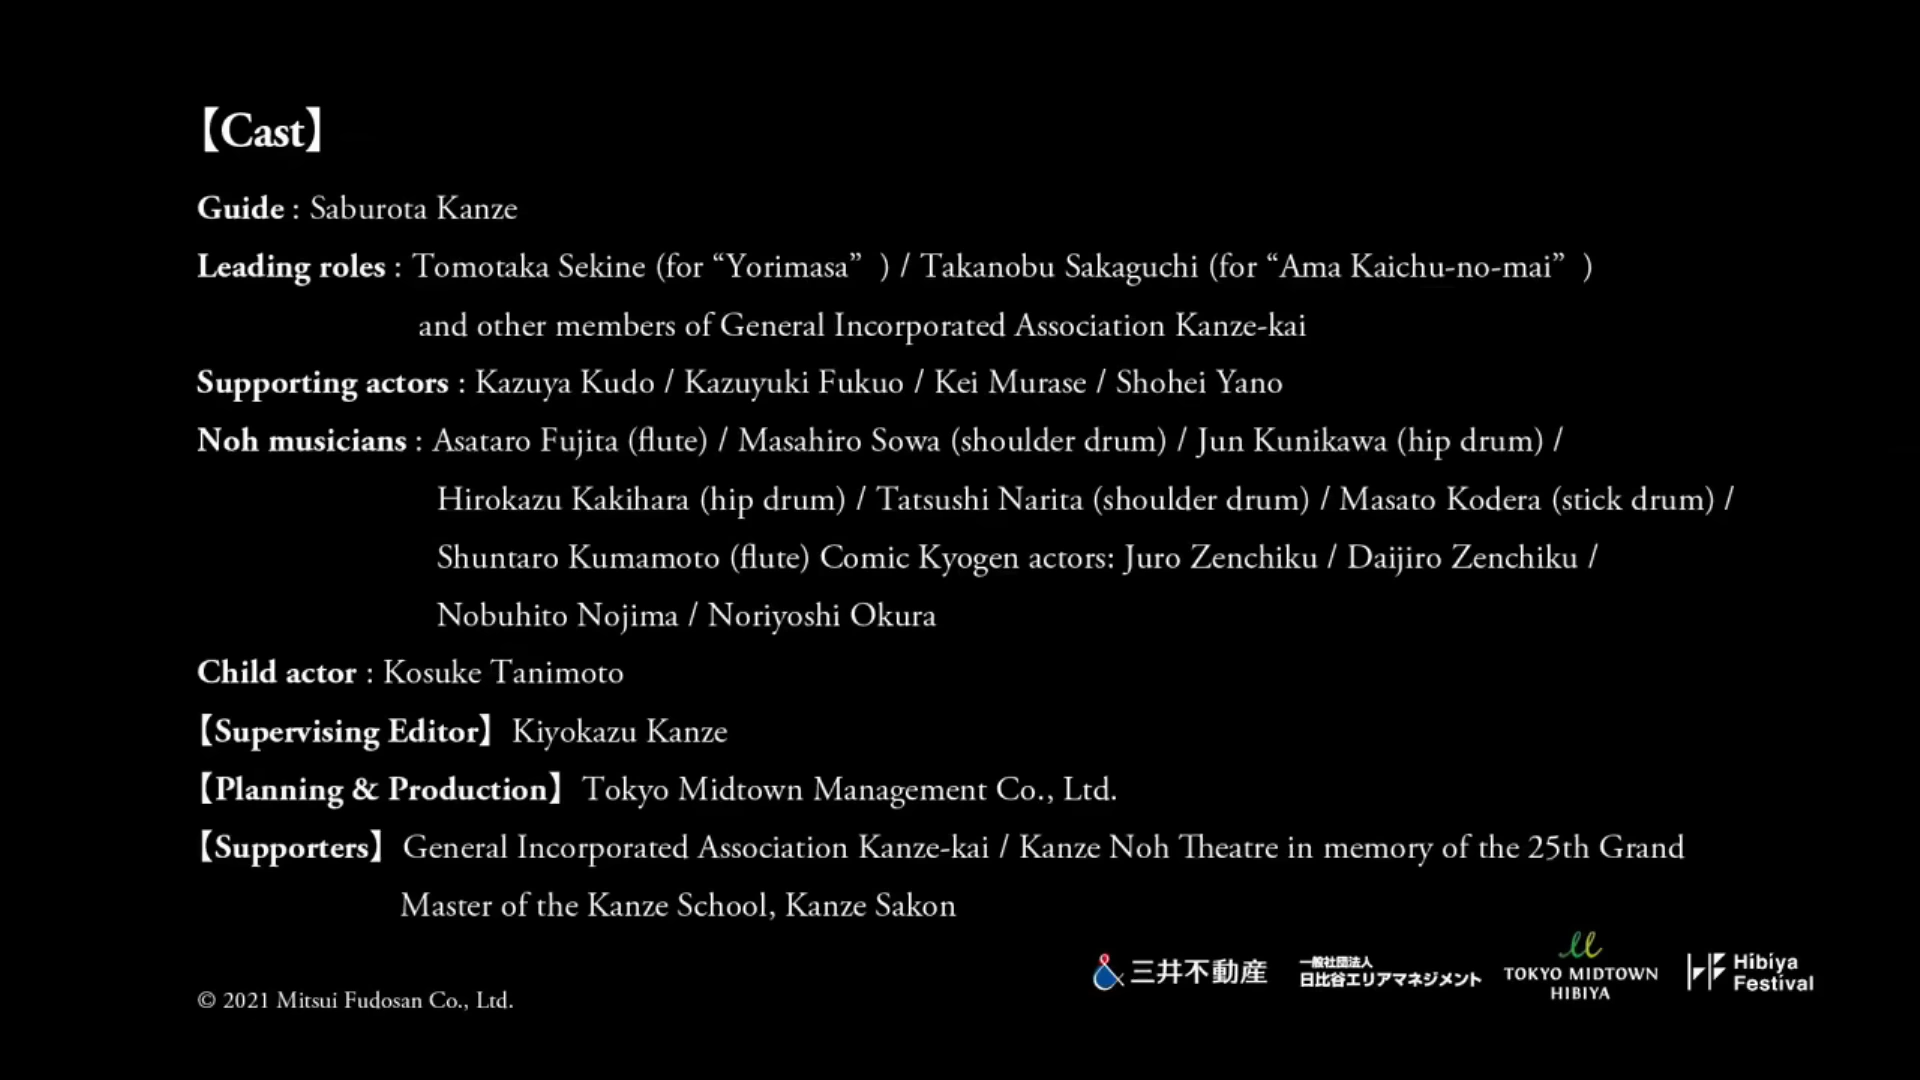 【Cast】
Guide : Saburota Kanze
Leading roles : Tomotaka Sekine (for “Yorimasa” ) / Takanobu Sakaguchi (for “Ama Kaichu-no-mai” )
and other members of General Incorporated Association Kanze-kai
Supporting actors : Kazuya Kudo / Kazuyuki Fukuo / Kei Murase / Shohei Yano
Noh musicians : Asataro Fujita (flute) / Masahiro Sowa (shoulder drum) / Jun Kunikawa (hip drum) /
Hirokazu Kakihara (hip drum) / Tatsushi Narita (shoulder drum) / Masato Kodera (stick drum) /
Shuntaro Kumamoto (flute) Comic Kyogen actors: Juro Zenchiku / Daijiro Zenchiku /
Nobuhito Nojima / Noriyoshi Okura
Child actor : Kosuke Tanimoto
【Supervising Editor】 Kiyokazu Kanze
【Planning & Production】 Tokyo Midtown Management Co., Ltd.
【Supporters】 General Incorporated Association Kanze-kai / Kanze Noh Theatre in memory of the 25th Grand
Master of the Kanze School, Kanze Sakon
© 2021 Mitsui Fudosan Co., Ltd.
三井不動産
一般社団法人
日比谷エリアマネジメント
TOKYO MIDTOWN
HIBIYA
Hibiya
Festival